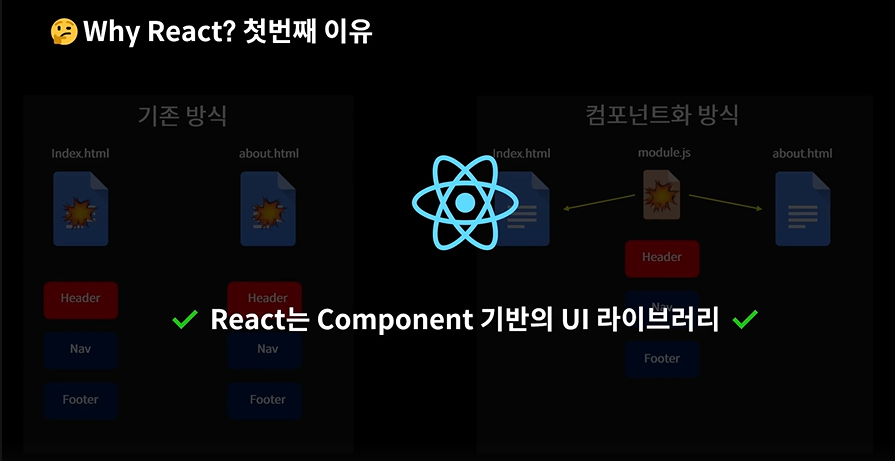 🤔 Why React? 첫번째 이유
기존 방식
컴포넌트화 방식
Index.html
about.html
Index.html
module.js
about.html
Header
Header
Header
React는 Component 기반의 UI 라이브러리
Nav
Nav
Nav
Footer
Footer
Footer